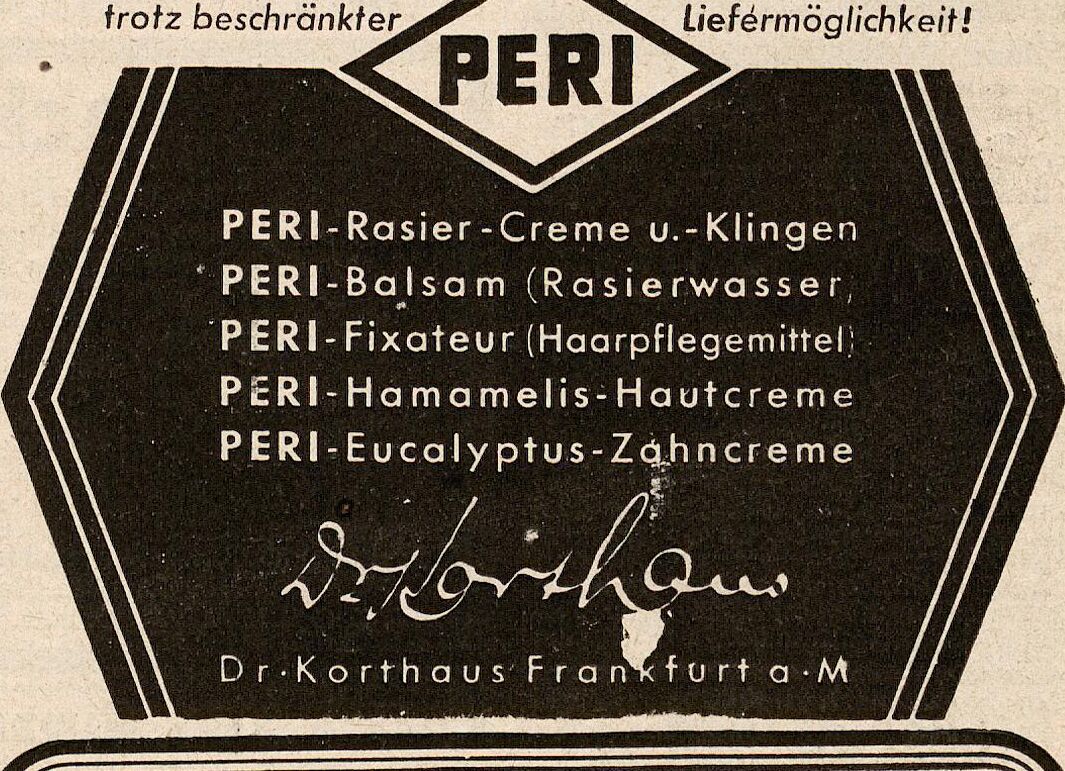 trotz beschränkter Liefermöglichkeit!
PERI
PERI-Rasier-Creme u.-Klingen
PERI-Balsam (Rasierwasser)
PERI-Fixateur (Haarpflegemittel)
PERI-Hamamelis-Hautcreme
PERI-Eucalyptus-Zahncreme
Dr. Korthaus
Dr·Korthaus Frankfurt a·M